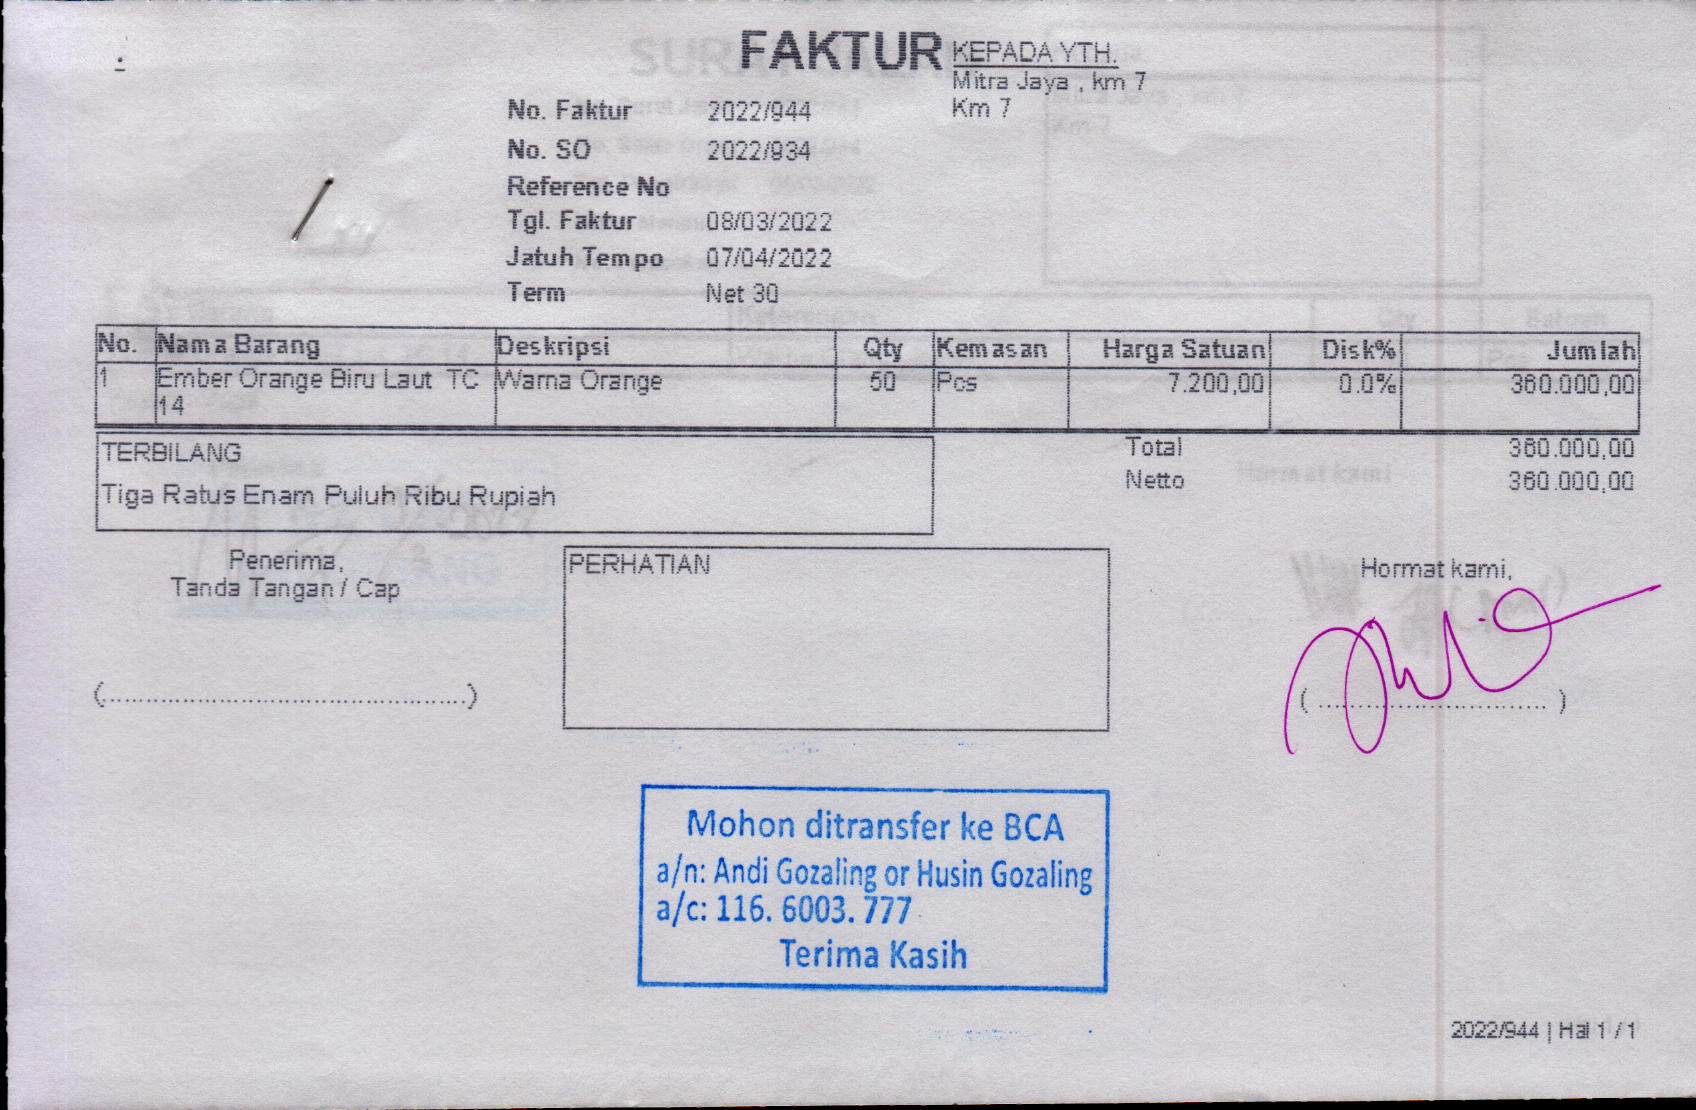 FAKTUR
KEPADA YTH.
Mitra Jaya , km 7
Km 7
No. Faktur 2022/944
No. SO 2022/934
Reference No
Tgl. Faktur 08/03/2022
Jatuh Tempo 07/04/2022
Term Net 30
No. Nama Barang Deskripsi Qty Kemasan Harga Satuan Disk% Jumlah
1 Ember Orange Biru Laut TC Warna Orange 50 Pcs 7.200,00 0.0% 360.000,00
14
TERBILANG
Tiga Ratus Enam Puluh Ribu Rupiah
Total 360.000,00
Netto 360.000,00
Penerima,
Tanda Tangan / Cap
PERHATIAN
Hormat kami,
Mohon ditransfer ke BCA
a/n: Andi Gozaling or Husin Gozaling
a/c: 116. 6003. 777
Terima Kasih
2022/944 | Hal 1 / 1